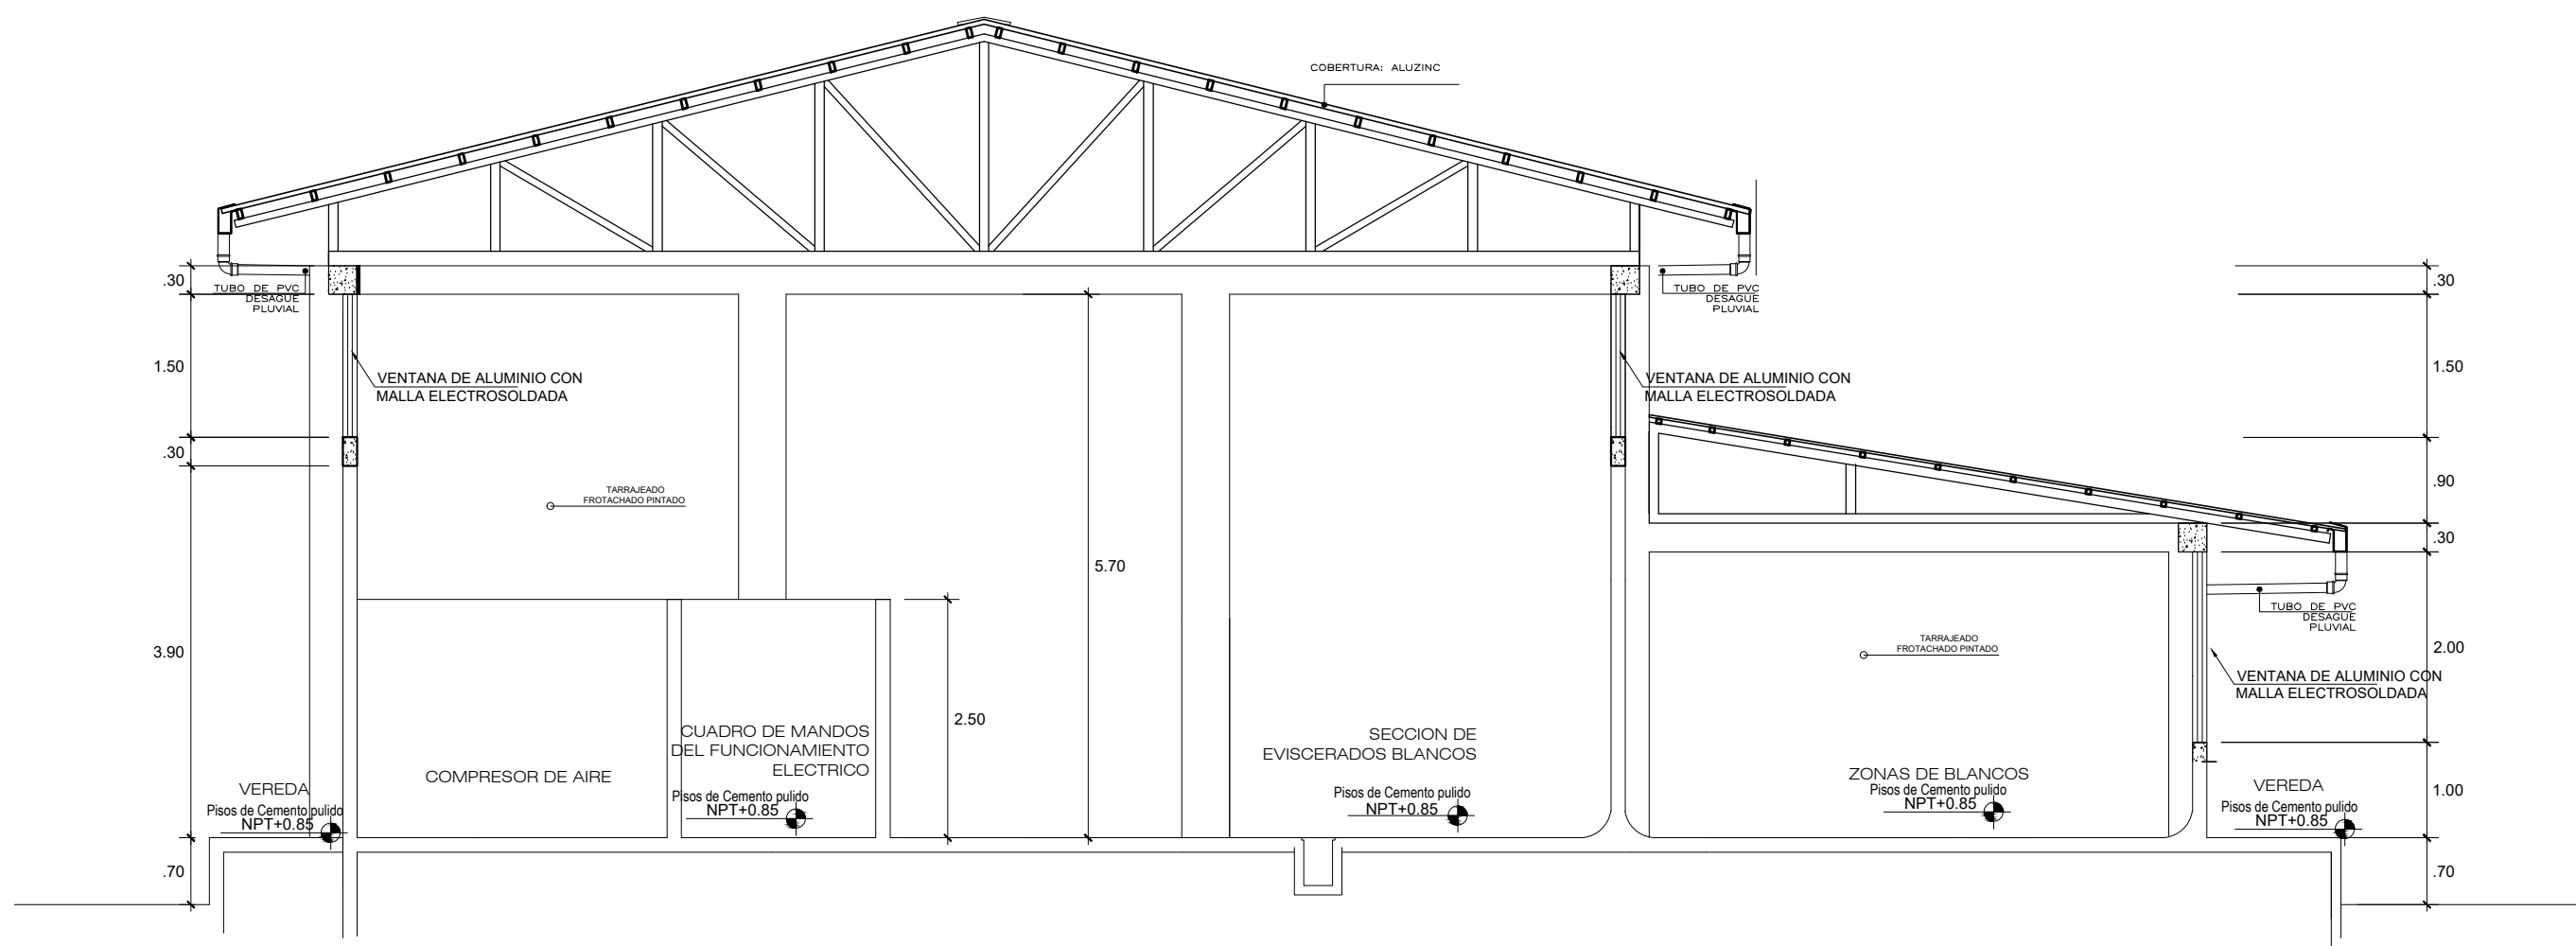 COBERTURA: ALUZINC
.30
TUBO DE PVC
DESAGUE
PLUVIAL
TUBO DE PVC
DESAGUE
PLUVIAL
.30
1.50
VENTANA DE ALUMINIO CON
MALLA ELECTROSOLDADA
VENTANA DE ALUMINIO CON
MALLA ELECTROSOLDADA
1.50
.30
TARRAJEADO
FROTACHADO PINTADO
.90
.30
5.70
TUBO DE PVC
DESAGUE
PLUVIAL
3.90
TARRAJEADO
FROTACHADO PINTADO
2.00
VENTANA DE ALUMINIO CON
MALLA ELECTROSOLDADA
2.50
CUADRO DE MANDOS
DEL FUNCIONAMIENTO
ELECTRICO
SECCION DE
EVISCERADOS BLANCOS
COMPRESOR DE AIRE
ZONAS DE BLANCOS
Pisos de Cemento pulido
NPT+0.85
VEREDA
Pisos de Cemento pulido
NPT+0.85
Pisos de Cemento pulido
NPT+0.85
Pisos de Cemento pulido
NPT+0.85
VEREDA
Pisos de Cemento pulido
NPT+0.85
1.00
.70
.70